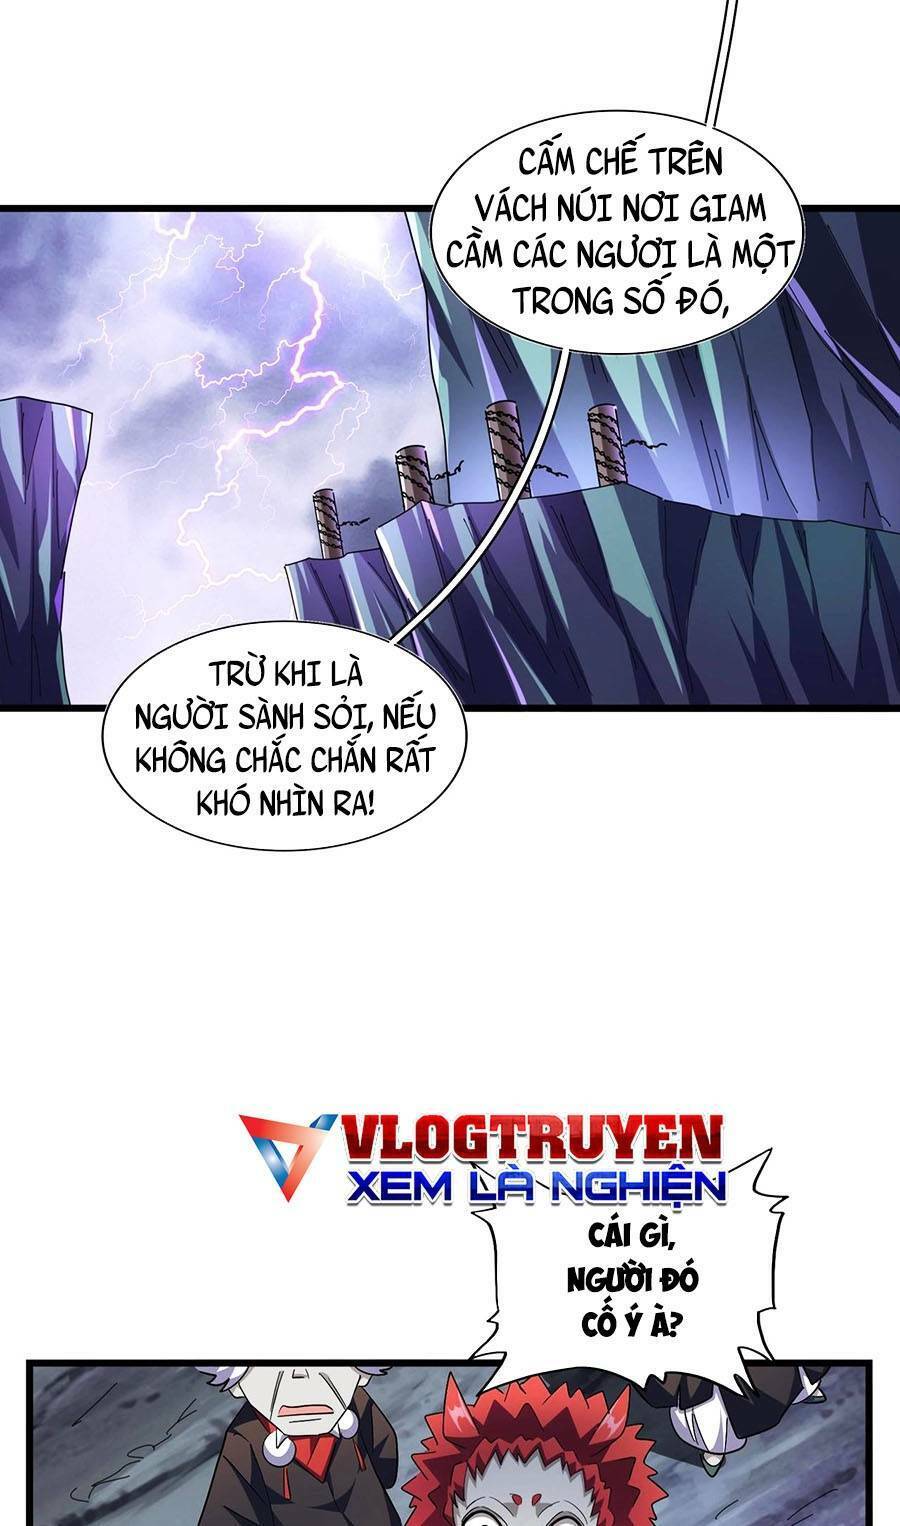 CẤM CHẾ TRÊN
VÁCH NÚI NƠI GIAM
CẦM CÁC NGƯƠI LÀ MỘT
TRONG SỐ ĐÓ,
TRỪ KHI LÀ
NGƯỜI SÀNH SỎI, NẾU
KHÔNG CHẮC CHẮN RẤT
KHÓ NHÌN RA!
VLOGTRUYEN
XEM LÀ NGHIỆN
CÁI GÌ,
NGƯỜI ĐÓ
CỐ Ý À?